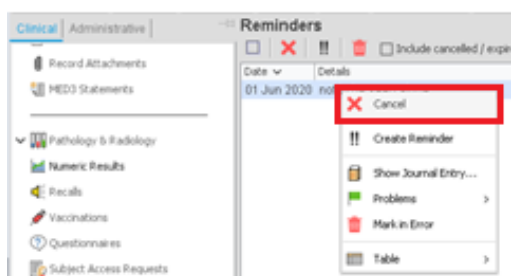 Clinical Administrative
Record Attachments
MED3 Statements
Pathology & Radiology
Numeric Results
Recalls
Vaccinations
Questionnaires
Subject Access Requests
Reminders
Include cancelled / expire
Date Details
01 Jun 2020
Cancel
Create Reminder
Show Journal Entry...
Problems
Mark in Error
Table